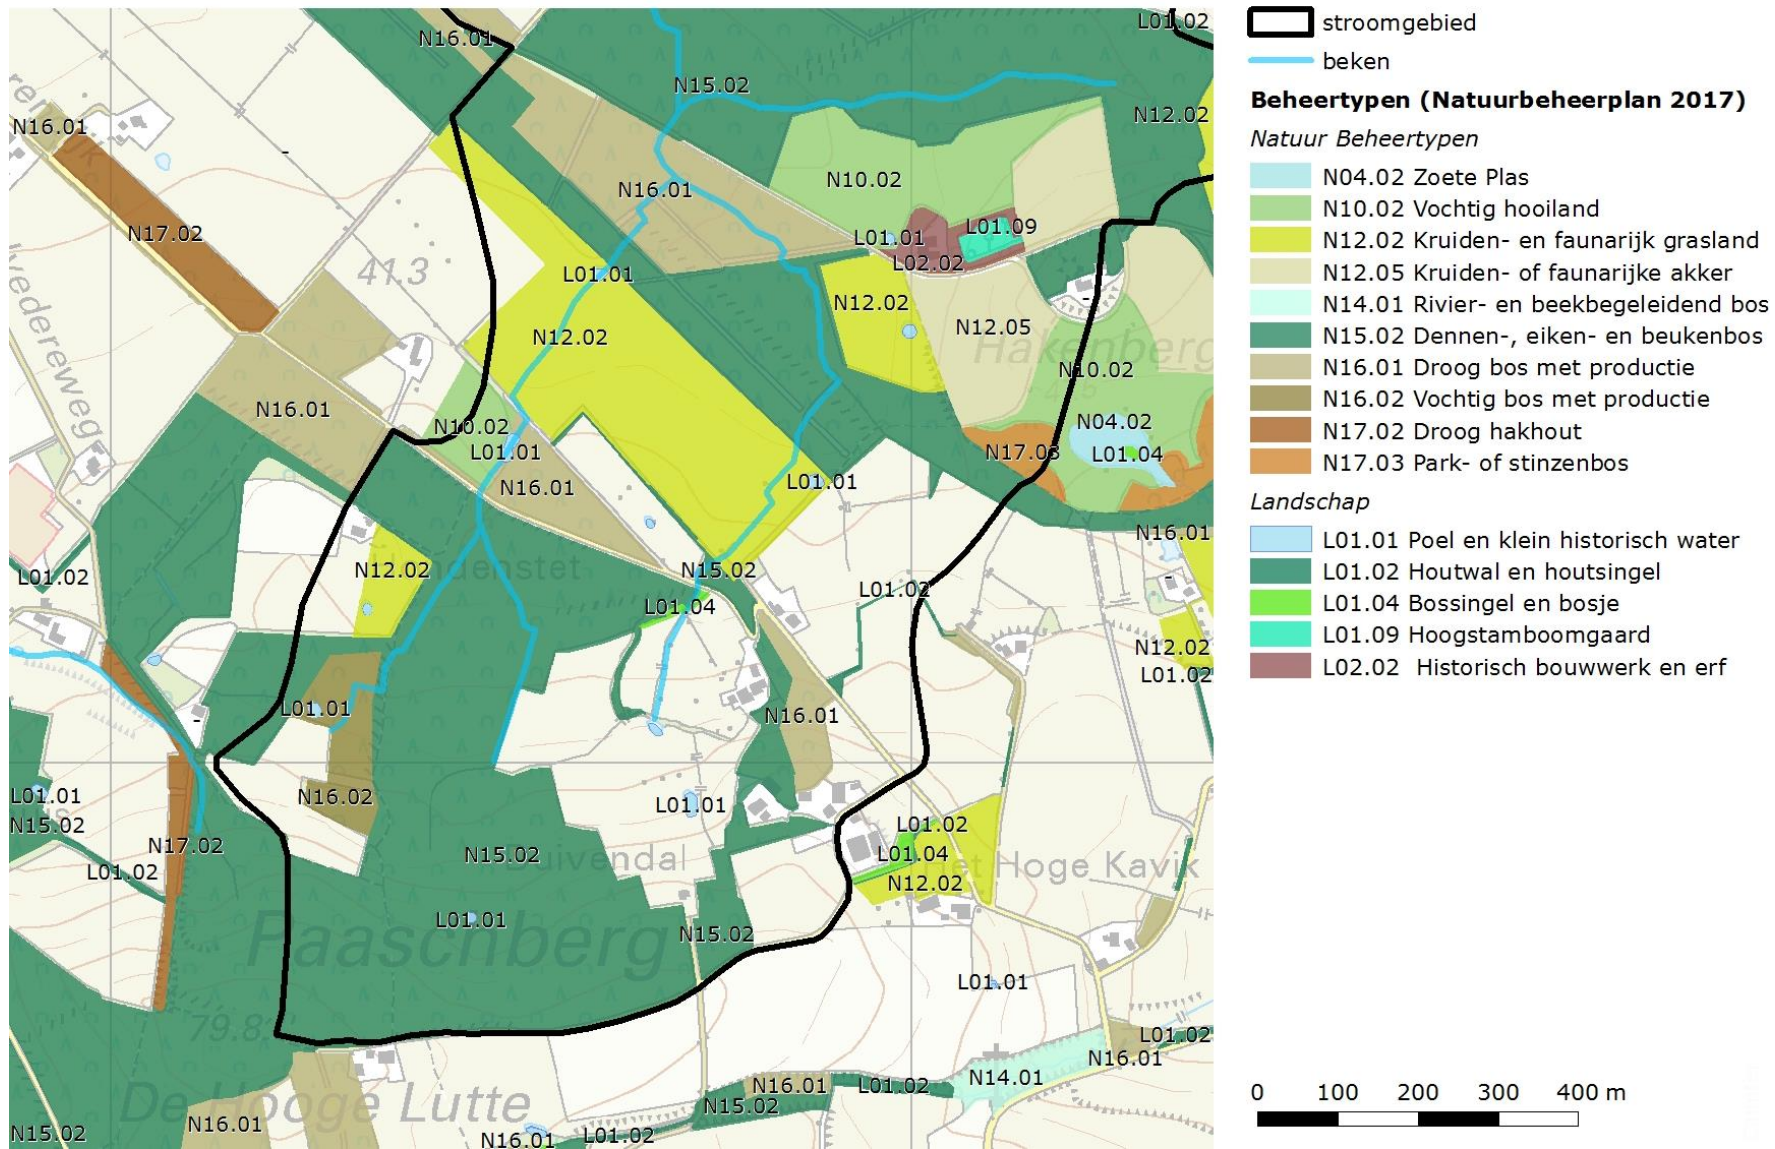 stroomgebied
beken
Beheertypen (Natuurbeheerplan 2017)
Natuur Beheertypen
N04.02 Zoete Plas
N10.02 Vochtig hooiland
N12.02 Kruiden- en faunarijk grasland
N12.05 Kruiden- of faunarijke akker
N14.01 Rivier- en beekbegeleidend bos
N15.02 Dennen-, eiken- en beukenbos
N16.01 Droog bos met productie
N16.02 Vochtig bos met productie
N17.02 Droog hakhout
N17.03 Park- of stinzenbos
Landschap
L01.01 Poel en klein historisch water
L01.02 Houtwal en houtsingel
L01.04 Bossingel en bosje
L01.09 Hoogstamboomgaard
L02.02 Historisch bouwwerk en erf
0 100 200 300 400 m
L01.02
N16.01
N15.02
N12.02
N16.01
-
N10.02
N16.01
N17.02
L01.01
L01.09
L02.02
41.3
L01.01
N12.02
N12.02
N12.05
-
Hakenberg
N10.02
N16.01
N10.02
N04.02
L01.01
N17.03
L01.04
N16.01
L01.01
N16.01
L01.02
N12.02
N15.02
-
L01.02
L01.04
N12.02
L01.02
L01.01
N16.01
-
L01.01
N16.02
L01.01
N15.02
L01.02
N17.02
N15.02
Duivendal
L01.04
het Hoge Kavik
L01.02
N12.02
L01.01
N15.02
Paaschberg
L01.01
79.8
L01.02
N16.01
N14.01
N16.01
L01.02
De Hooge Lutte
N15.02
N16.01
N15.02
N16.01
L01.02